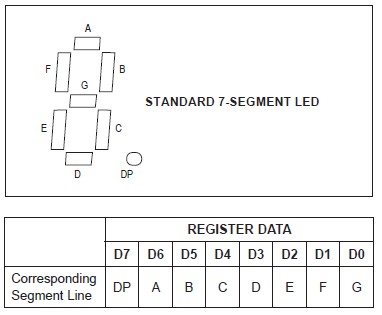 A
F
B
G
STANDARD 7-SEGMENT LED
E
C
D
DP
REGISTER DATA
D7 D6 D5 D4 D3 D2 D1 D0
Corresponding
Segment Line
DP A B C D E F G